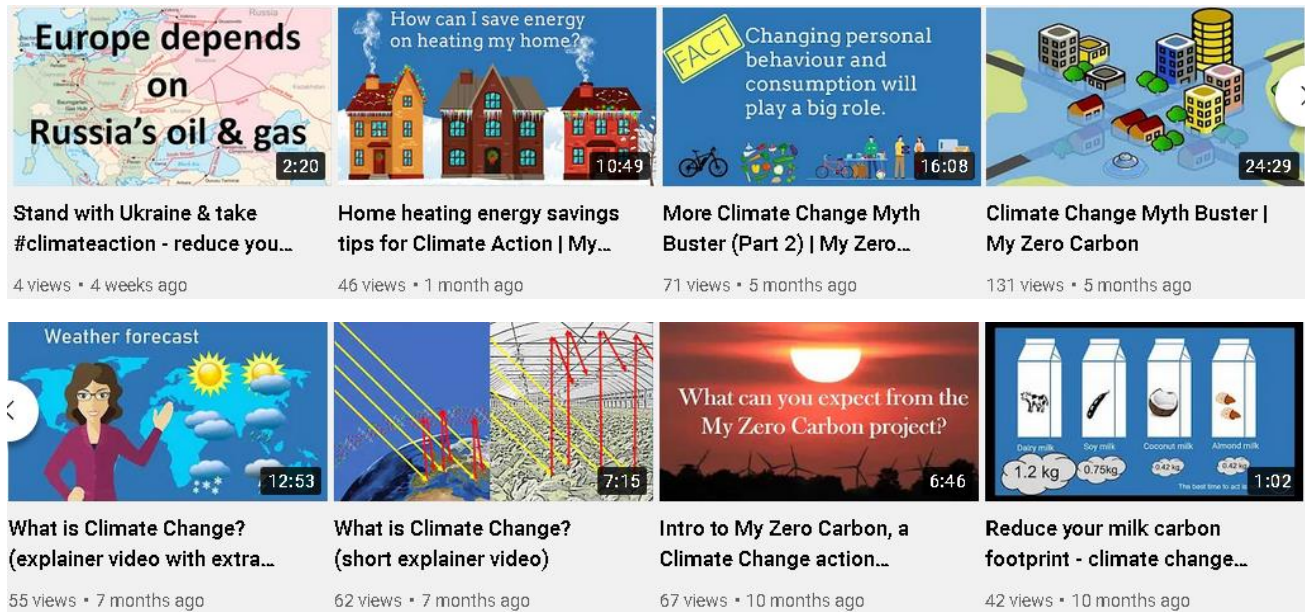 Europe depends
on
Russia's oil & gas
2:20
How can I save energy
on heating my home?
10:49
FACT
Changing personal
behaviour and
consumption will
play a big role.
16:08
24:29
Stand with Ukraine & take
#climateaction - reduce you...
4 views • 4 weeks ago
Home heating energy savings
tips for Climate Action | My...
46 views • 1 month ago
More Climate Change Myth
Buster (Part 2) | My Zero...
71 views • 5 months ago
Climate Change Myth Buster |
My Zero Carbon
131 views • 5 months ago
Weather forecast
12:53
7:15
What can you expect from the
My Zero Carbon project?
6:46
Dairy milk
Soy milk
Coconut milk
Almond milk
1.2 kg
0.75kg
0.42 kg
0.42 kg
The best time to act is
1:02
What is Climate Change?
(explainer video with extra...
55 views • 7 months ago
What is Climate Change?
(short explainer video)
62 views • 7 months ago
Intro to My Zero Carbon, a
Climate Change action...
67 views • 10 months ago
Reduce your milk carbon
footprint - climate change...
42 views • 10 months ago